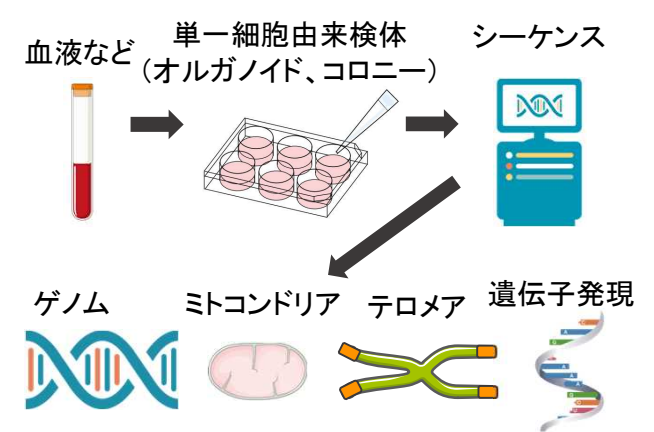 血液など
単一細胞由来検体
(オルガノイド、コロニー)
シーケンス
ゲノム
ミトコンドリア
テロメア
遺伝子発現